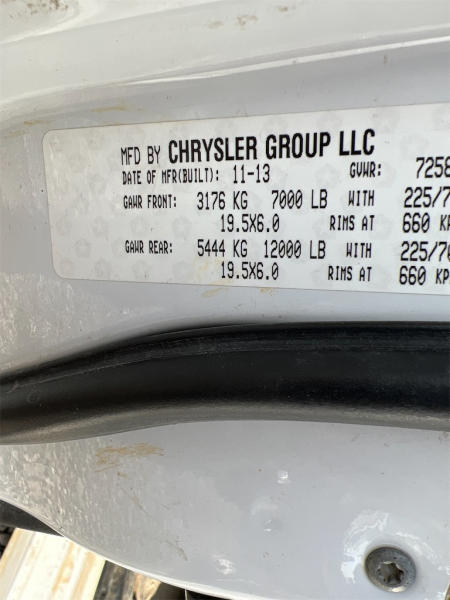 MFD BY CHRYSLER GROUP LLC
DATE OF MFR(BUILT): 11-13 GVWR: 7258
GAWR FRONT: 3176 KG 7000 LB WITH 225/7
19.5X6.0 RIMS AT 660 KP
GAWR REAR: 5444 KG 12000 LB WITH 225/70
19.5X6.0 RIMS AT 660 KP